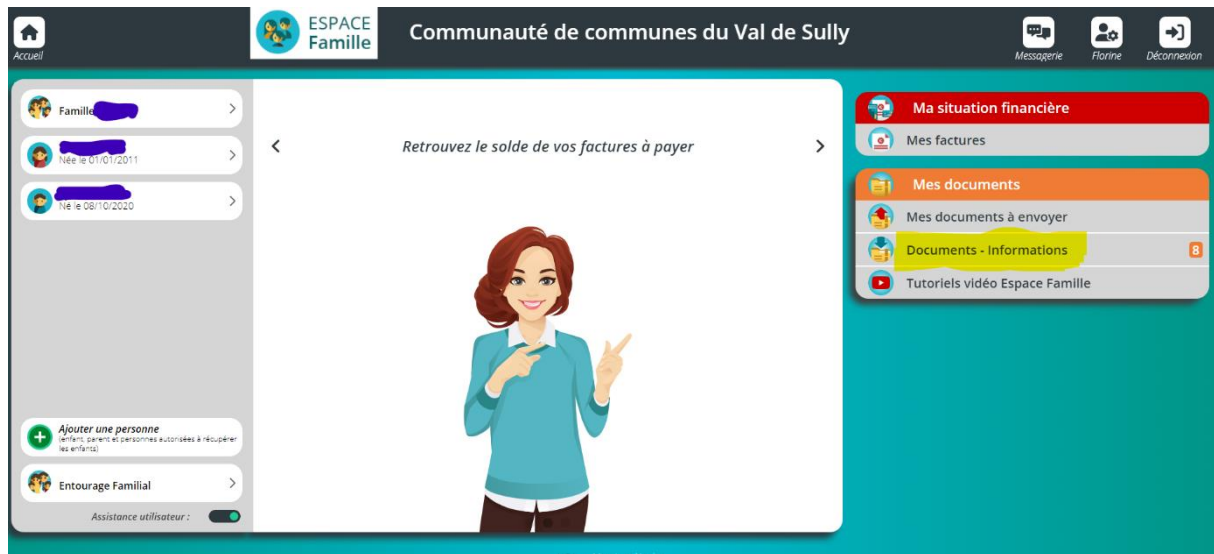 ESPACE
Famille
Communauté de communes du Val de Sully
Accueil
Messagerie
Florine
Déconnexion
Famille
Née le 01/01/2011
Né le 08/10/2020
Ajouter une personne
(enfant, parent et personnes autorisées à récupérer
les enfants)
Entourage Familial
Assistance utilisateur :
Retrouvez le solde de vos factures à payer
Ma situation financière
Mes factures
Mes documents
Mes documents à envoyer
Documents - Informations
8
Tutoriels vidéo Espace Famille